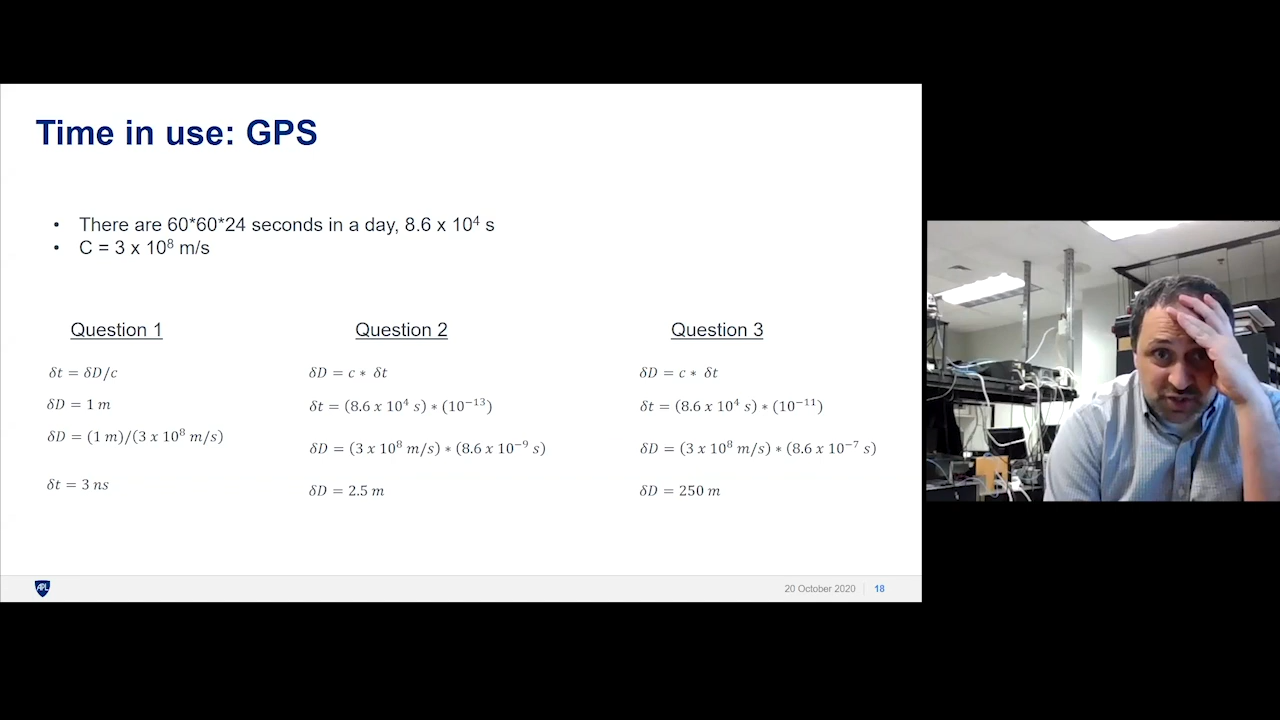 Time in use: GPS
• There are 60*60*24 seconds in a day, 8.6 x 10⁴ s
• C = 3 x 10⁸ m/s
Question 1
δt = δD/c
δD = 1 m
δD = (1 m)/(3 x 10⁸ m/s)
δt = 3 ns
Question 2
δD = c * δt
δt = (8.6 x 10⁴ s) * (10⁻¹³)
δD = (3 x 10⁸ m/s) * (8.6 x 10⁻⁹ s)
δD = 2.5 m
Question 3
δD = c * δt
δt = (8.6 x 10⁴ s) * (10⁻¹¹)
δD = (3 x 10⁸ m/s) * (8.6 x 10⁻⁷ s)
δD = 250 m
APL
20 October 2020 | 18